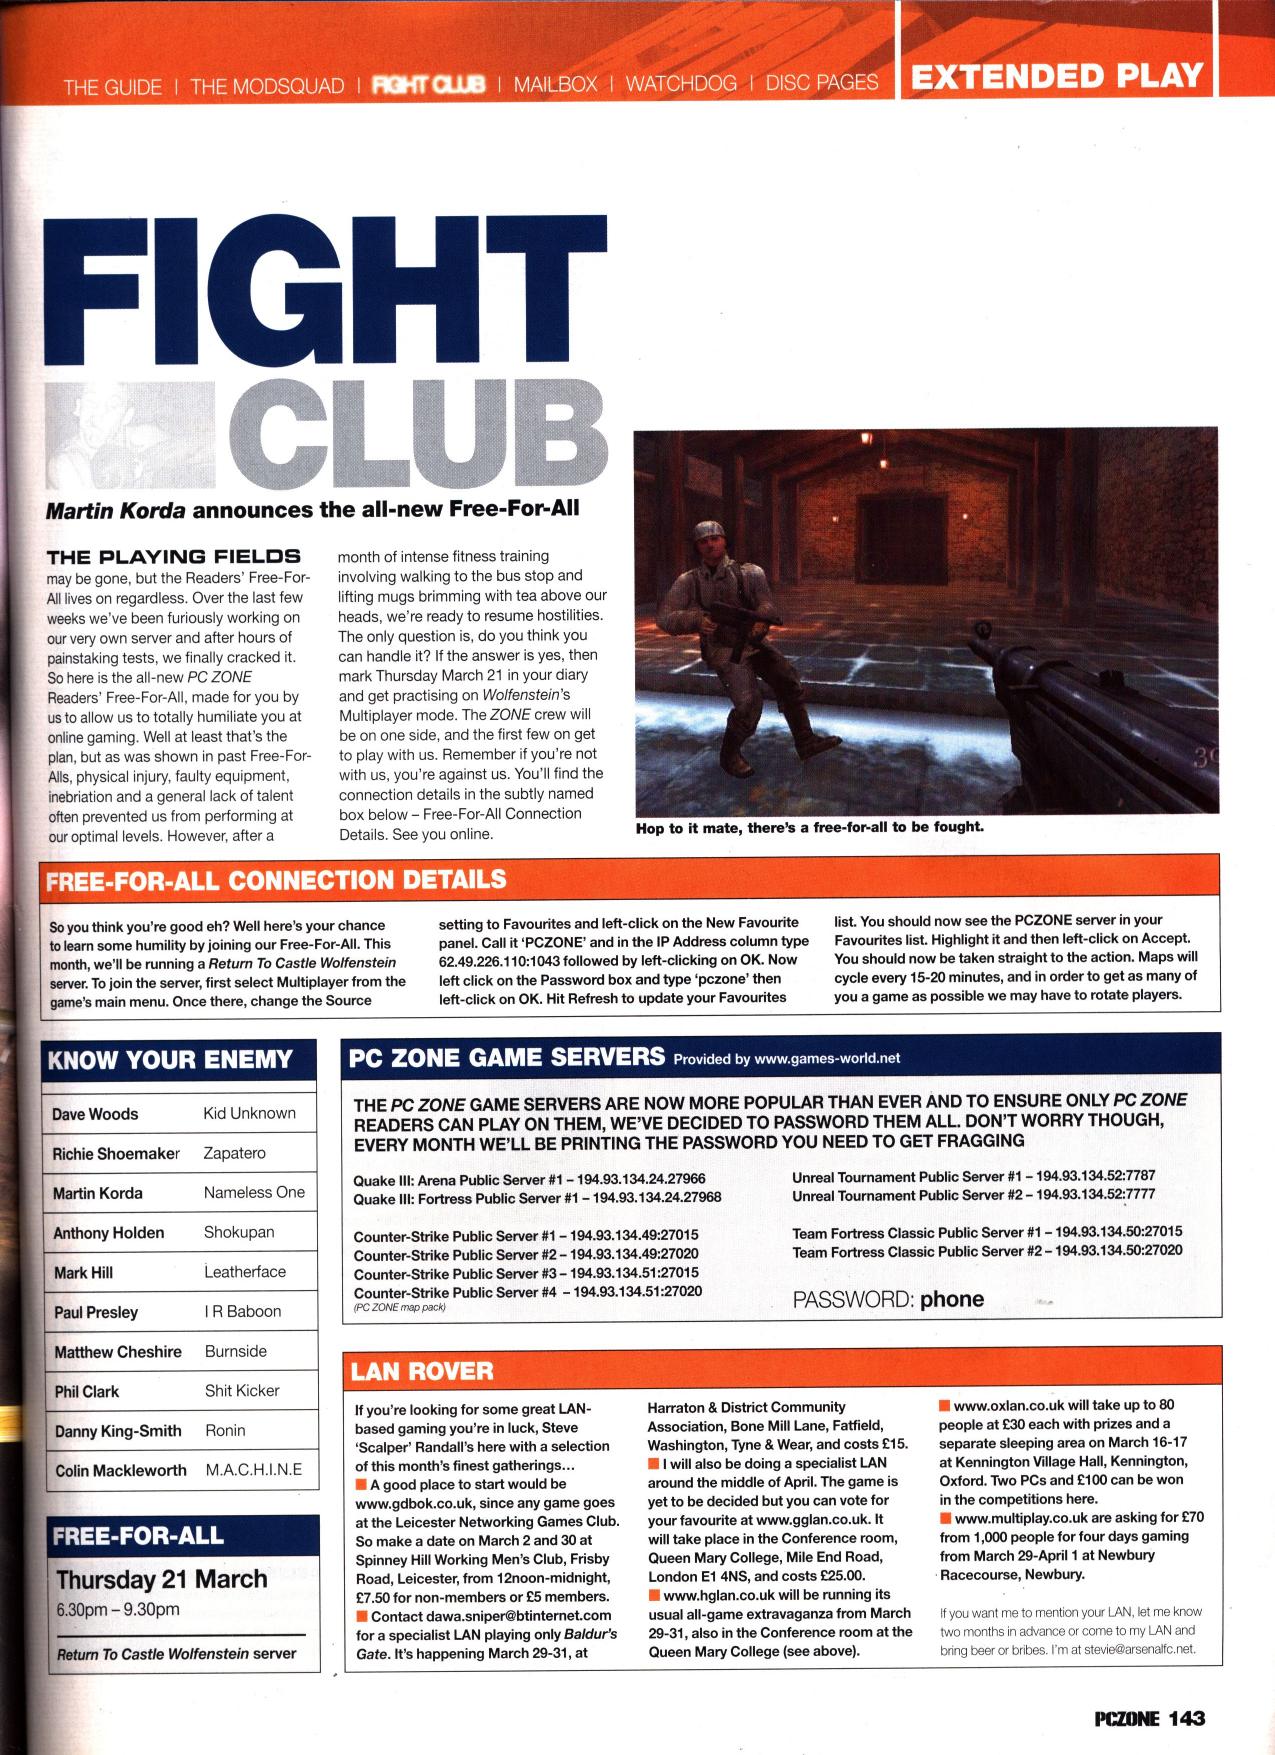 THE GUIDE | THE MODSQUAD | FIGHT CLUB | MAILBOX | WATCHDOG | DISC PAGES
EXTENDED PLAY
FIGHT
CLUB
Martin Korda announces the all-new Free-For-All
THE PLAYING FIELDS
may be gone, but the Readers' Free-For-
All lives on regardless. Over the last few
weeks we've been furiously working on
our very own server and after hours of
painstaking tests, we finally cracked it.
So here is the all-new PC ZONE
Readers' Free-For-All, made for you by
us to allow us to totally humiliate you at
online gaming. Well at least that's the
plan, but as was shown in past Free-For-
Alls, physical injury, faulty equipment,
inebriation and a general lack of talent
often prevented us from performing at
our optimal levels. However, after a
month of intense fitness training
involving walking to the bus stop and
lifting mugs brimming with tea above our
heads, we're ready to resume hostilities.
The only question is, do you think you
can handle it? If the answer is yes, then
mark Thursday March 21 in your diary
and get practising on Wolfenstein's
Multiplayer mode. The ZONE crew will
be on one side, and the first few on get
to play with us. Remember if you're not
with us, you're against us. You'll find the
connection details in the subtly named
box below – Free-For-All Connection
Details. See you online.
Hop to it mate, there's a free-for-all to be fought.
FREE-FOR-ALL CONNECTION DETAILS
So you think you're good eh? Well here's your chance
to learn some humility by joining our Free-For-All. This
month, we'll be running a Return To Castle Wolfenstein
server. To join the server, first select Multiplayer from the
game's main menu. Once there, change the Source
setting to Favourites and left-click on the New Favourite
panel. Call it 'PCZONE' and in the IP Address column type
62.49.226.110:1043 followed by left-clicking on OK. Now
left click on the Password box and type 'pczone' then
left-click on OK. Hit Refresh to update your Favourites
list. You should now see the PCZONE server in your
Favourites list. Highlight it and then left-click on Accept.
You should now be taken straight to the action. Maps will
cycle every 15-20 minutes, and in order to get as many of
you a game as possible we may have to rotate players.
KNOW YOUR ENEMY
Dave Woods Kid Unknown
Richie Shoemaker Zapatero
Martin Korda Nameless One
Anthony Holden Shokupan
Mark Hill Leatherface
Paul Presley I R Baboon
Matthew Cheshire Burnside
Phil Clark Shit Kicker
Danny King-Smith Ronin
Colin Mackleworth M.A.C.H.I.N.E
FREE-FOR-ALL
Thursday 21 March
6.30pm – 9.30pm
Return To Castle Wolfenstein server
PC ZONE GAME SERVERS Provided by www.games-world.net
THE PC ZONE GAME SERVERS ARE NOW MORE POPULAR THAN EVER AND TO ENSURE ONLY PC ZONE
READERS CAN PLAY ON THEM, WE'VE DECIDED TO PASSWORD THEM ALL. DON'T WORRY THOUGH,
EVERY MONTH WE'LL BE PRINTING THE PASSWORD YOU NEED TO GET FRAGGING
Quake III: Arena Public Server #1 – 194.93.134.24.27966
Quake III: Fortress Public Server #1 – 194.93.134.24.27968
Counter-Strike Public Server #1 – 194.93.134.49:27015
Counter-Strike Public Server #2 – 194.93.134.49:27020
Counter-Strike Public Server #3 – 194.93.134.51:27015
Counter-Strike Public Server #4 – 194.93.134.51:27020
(PC ZONE map pack)
Unreal Tournament Public Server #1 – 194.93.134.52:7787
Unreal Tournament Public Server #2 – 194.93.134.52:7777
Team Fortress Classic Public Server #1 – 194.93.134.50:27015
Team Fortress Classic Public Server #2 – 194.93.134.50:27020
PASSWORD: phone
LAN ROVER
If you're looking for some great LAN-
based gaming you're in luck, Steve
'Scalper' Randall's here with a selection
of this month's finest gatherings...
■ A good place to start would be
www.gdbok.co.uk, since any game goes
at the Leicester Networking Games Club.
So make a date on March 2 and 30 at
Spinney Hill Working Men's Club, Frisby
Road, Leicester, from 12noon-midnight,
£7.50 for non-members or £5 members.
■ Contact dawa.sniper@btinternet.com
for a specialist LAN playing only Baldur's
Gate. It's happening March 29-31, at
Harraton & District Community
Association, Bone Mill Lane, Fatfield,
Washington, Tyne & Wear, and costs £15.
■ I will also be doing a specialist LAN
around the middle of April. The game is
yet to be decided but you can vote for
your favourite at www.gglan.co.uk. It
will take place in the Conference room,
Queen Mary College, Mile End Road,
London E1 4NS, and costs £25.00.
■ www.hglan.co.uk will be running its
usual all-game extravaganza from March
29-31, also in the Conference room at the
Queen Mary College (see above).
■ www.oxlan.co.uk will take up to 80
people at £30 each with prizes and a
separate sleeping area on March 16-17
at Kennington Village Hall, Kennington,
Oxford. Two PCs and £100 can be won
in the competitions here.
■ www.multiplay.co.uk are asking for £70
from 1,000 people for four days gaming
from March 29-April 1 at Newbury
Racecourse, Newbury.
If you want me to mention your LAN, let me know
two months in advance or come to my LAN and
bring beer or bribes. I'm at stevie@arsenalfc.net.
PCZONE 143